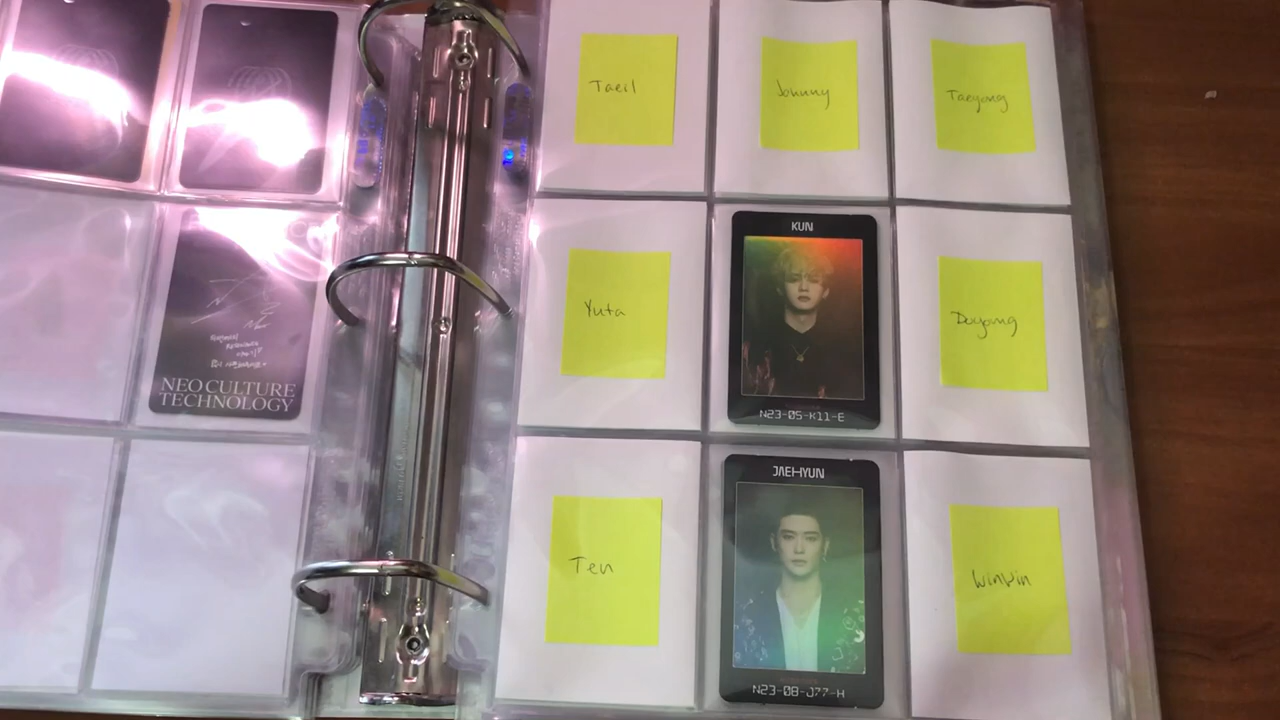 NEO CULTURE
TECHNOLOGY
Taeil
Johnny
Taeyong
Yuta
KUN
N23-05-K11-E
Doyoung
Ten
JAEHYUN
N23-08-J77-H
WinWin